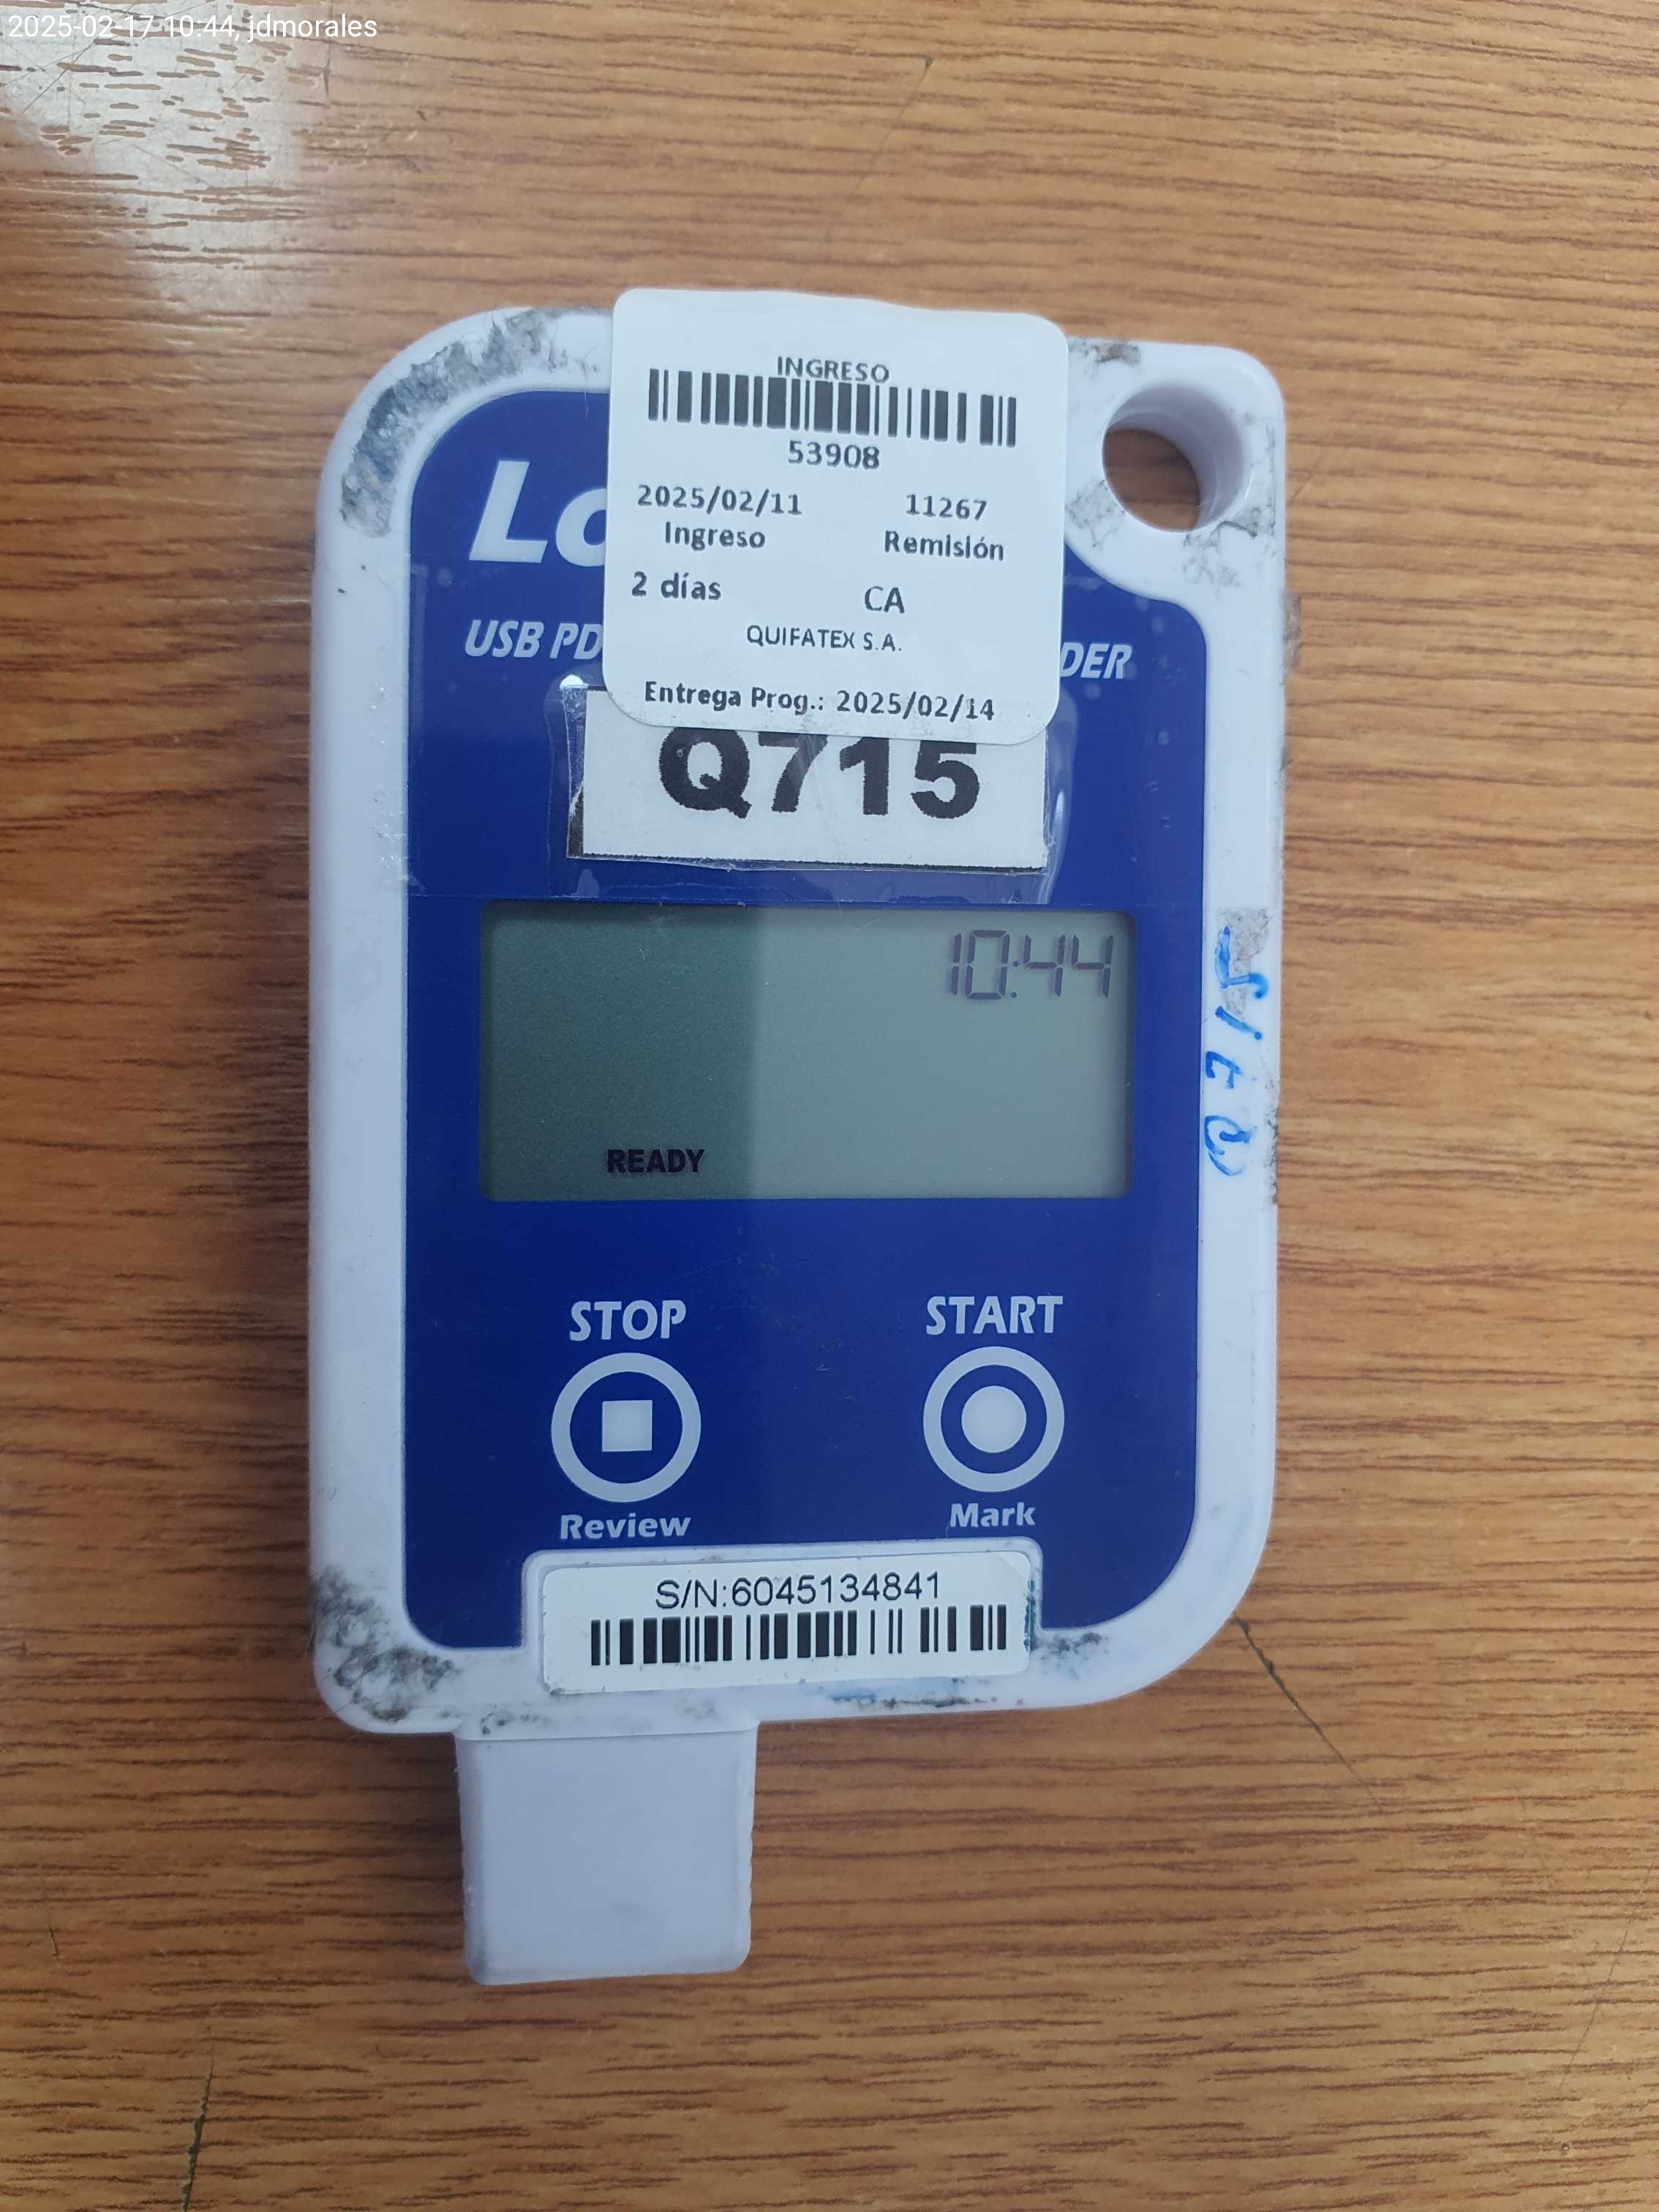 2025-02-17 10:44, jdmorales
INGRESO
53908
2025/02/11 11267
Ingreso Remisión
2 días CA
QUIFATEX S.A.
Entrega Prog.: 2025/02/14
Q715
10:44
READY
STOP START
Review Mark
S/N:6045134841
Q715